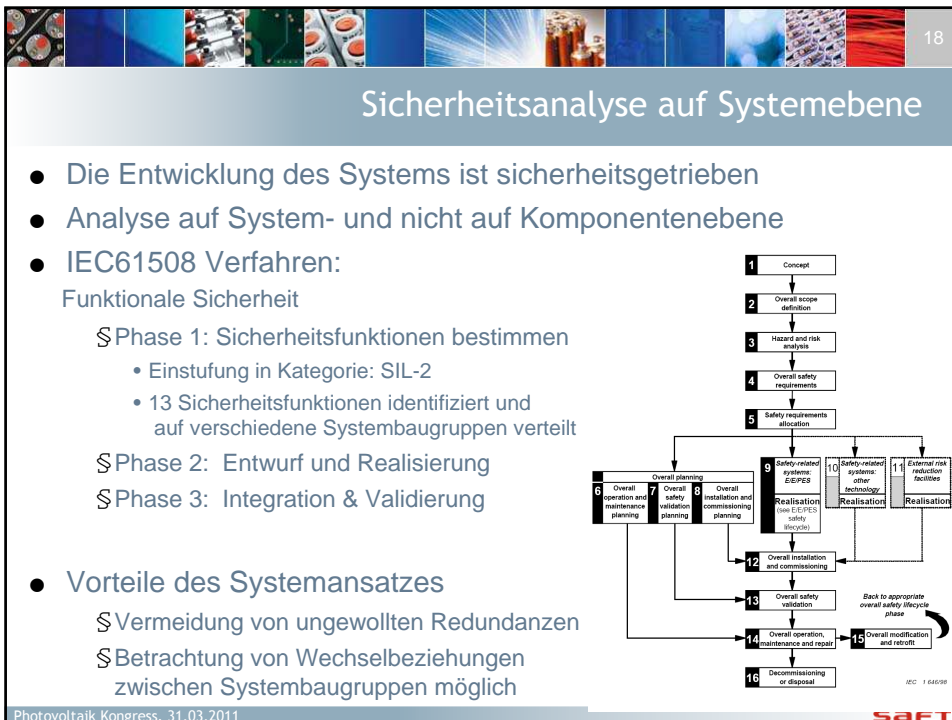 18
Sicherheitsanalyse auf Systemebene
● Die Entwicklung des Systems ist sicherheitsgetrieben
● Analyse auf System- und nicht auf Komponentenebene
● IEC61508 Verfahren:
Funktionale Sicherheit
§Phase 1: Sicherheitsfunktionen bestimmen
• Einstufung in Kategorie: SIL-2
• 13 Sicherheitsfunktionen identifiziert und
auf verschiedene Systembaugruppen verteilt
§Phase 2: Entwurf und Realisierung
§Phase 3: Integration & Validierung
● Vorteile des Systemansatzes
§Vermeidung von ungewollten Redundanzen
§Betrachtung von Wechselbeziehungen
zwischen Systembaugruppen möglich
1 Concept
2 Overall scope
definition
3 Hazard and risk
analysis
4 Overall safety
requirements
5 Safety requirements
allocation
Overall planning
6 Overall
operation and
maintenance
planning
7 Overall
safety
validation
planning
8 Overall
installation and
commissioning
planning
9 Safety-related
systems:
E/E/PES
Realisation
(see E/E/PES
safety
lifecycle)
10 Safety-related
systems:
other
technology
Realisation
11 External risk
reduction
facilities
Realisation
12 Overall installation
and commissioning
13 Overall safety
validation
Back to appropriate
overall safety lifecycle
phase
14 Overall operation,
maintenance and repair
15 Overall modification
and retrofit
16 Decommissioning
or disposal
IEC 1 646/98
Photovoltaik Kongress, 31.03.2011
SAFT